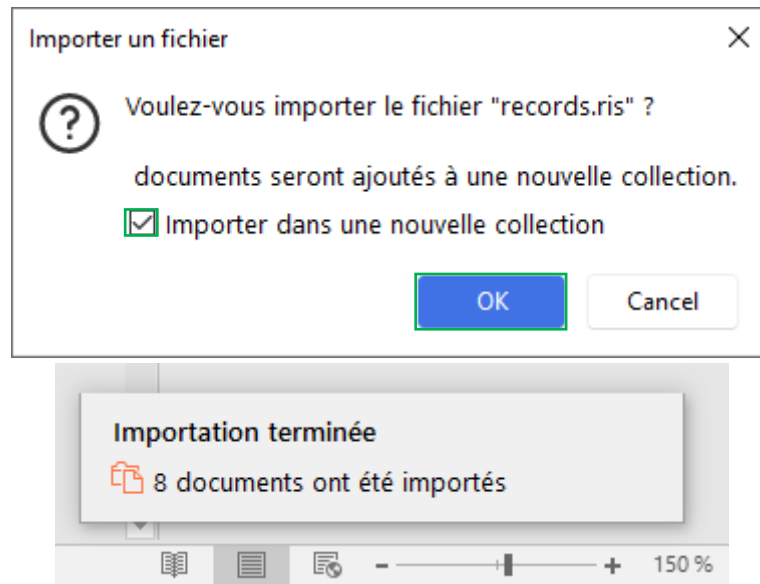 Importer un fichier
Voulez-vous importer le fichier "records.ris" ?
documents seront ajoutés à une nouvelle collection.
Importer dans une nouvelle collection
OK Cancel
Importation terminée
8 documents ont été importés
150 %